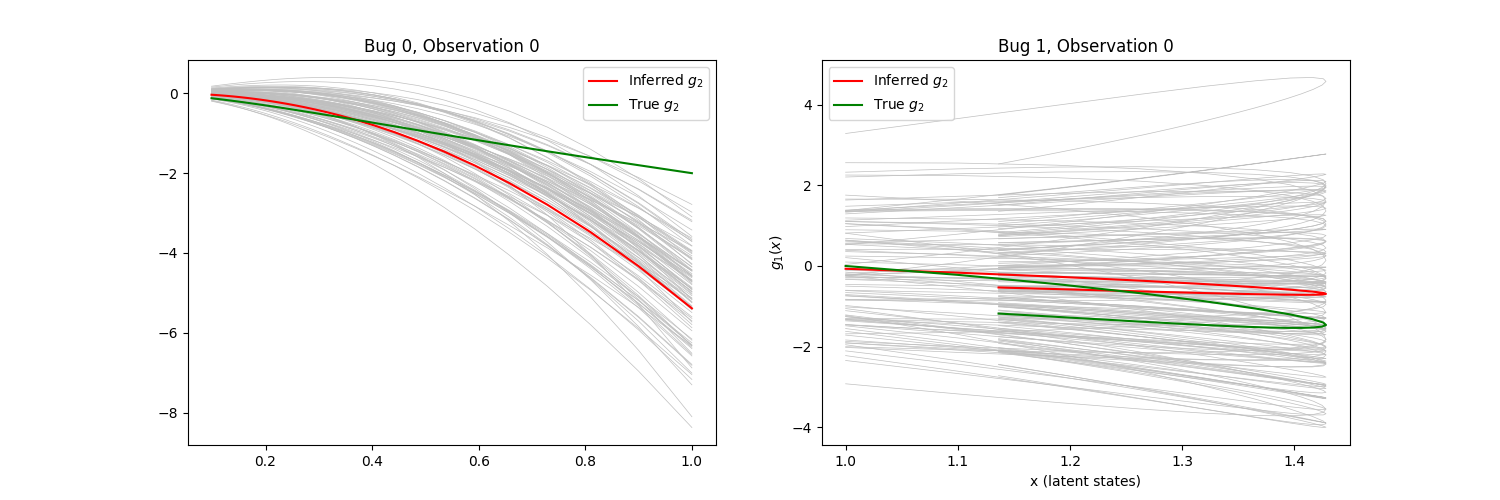 Bug 0, Observation 0
Inferred g₂
True g₂
0
−2
−4
−6
−8
0.2 0.4 0.6 0.8 1.0
Bug 1, Observation 0
Inferred g₂
True g₂
g₁(x)
4
2
0
−2
−4
1.0 1.1 1.2 1.3 1.4
x (latent states)